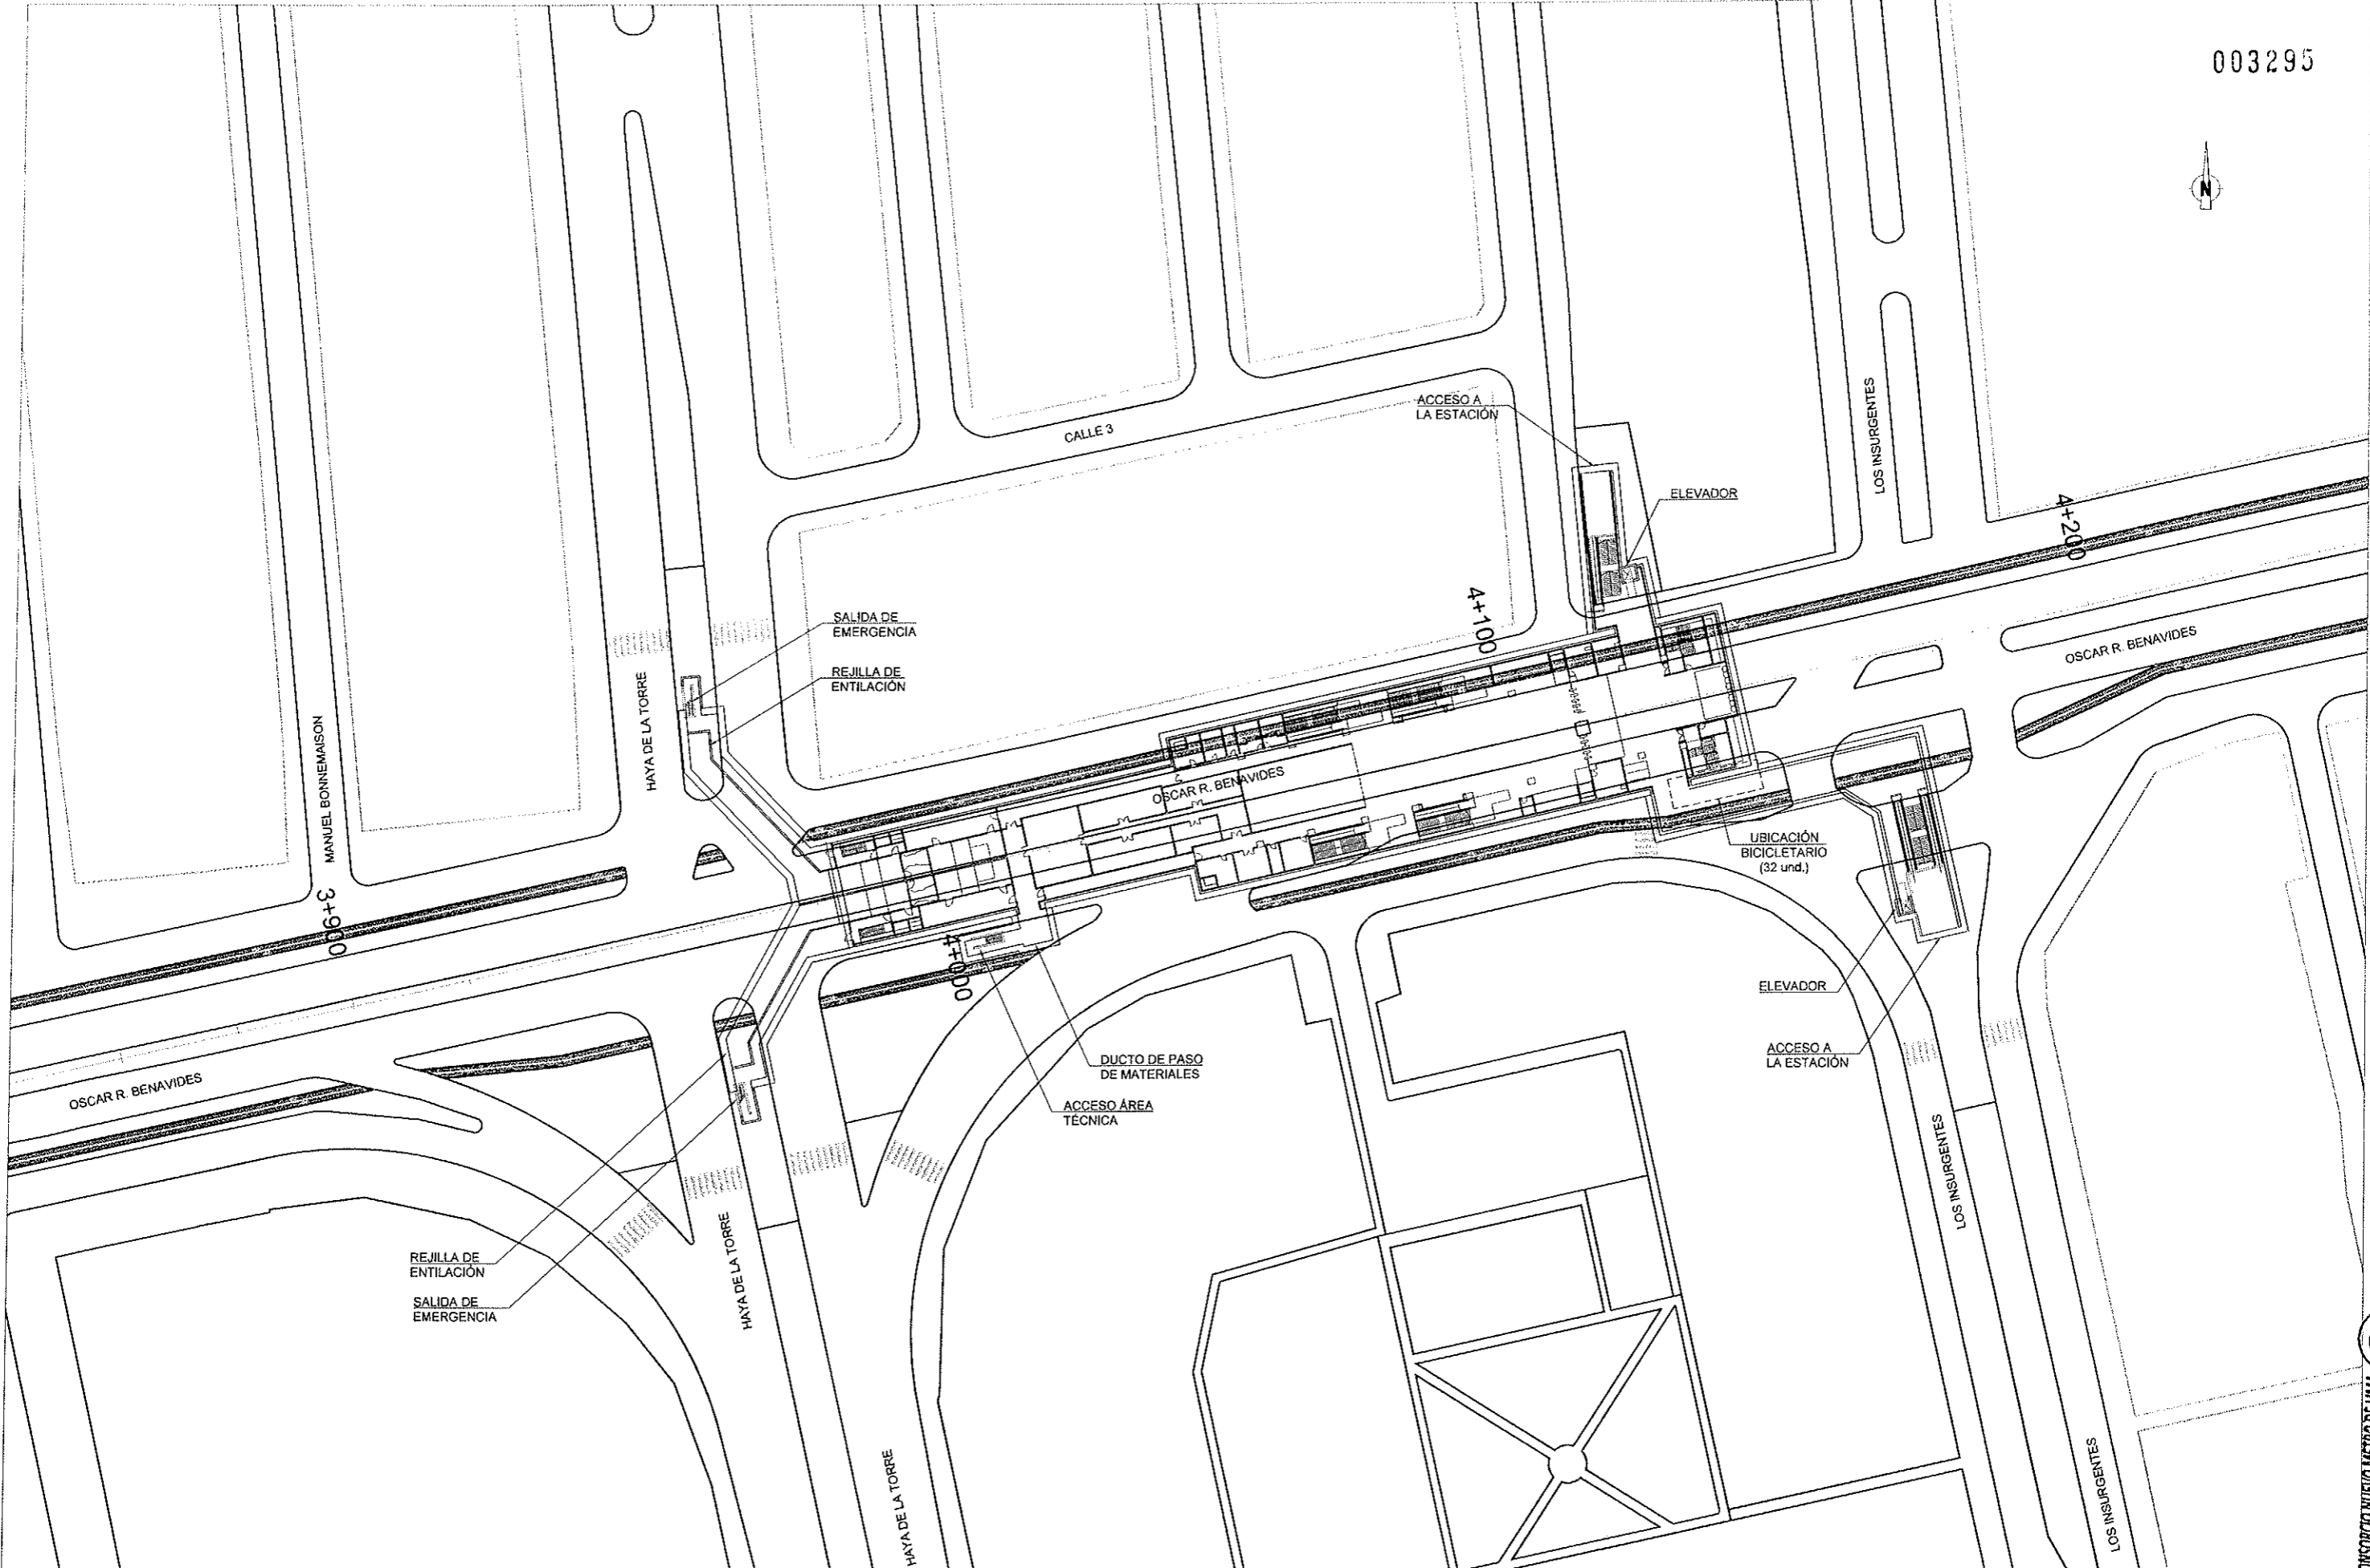 003295
N
ACCESO A
LA ESTACIÓN
CALLE 3
LOS INSURGENTES
ELEVADOR
4+200
4+100
SALIDA DE
EMERGENCIA
OSCAR R. BENAVIDES
REJILLA DE
ENTILACIÓN
HAYA DE LA TORRE
MANUEL BONNEMAISON
OSCAR R. BENAVIDES
UBICACIÓN
BICICLETARIO
(32 und.)
3+900
4+000
ELEVADOR
ACCESO A
LA ESTACIÓN
DUCTO DE PASO
DE MATERIALES
OSCAR R. BENAVIDES
ACCESO ÁREA
TÉCNICA
LOS INSURGENTES
REJILLA DE
ENTILACIÓN
HAYA DE LA TORRE
SALIDA DE
EMERGENCIA
HAYA DE LA TORRE
LOS INSURGENTES